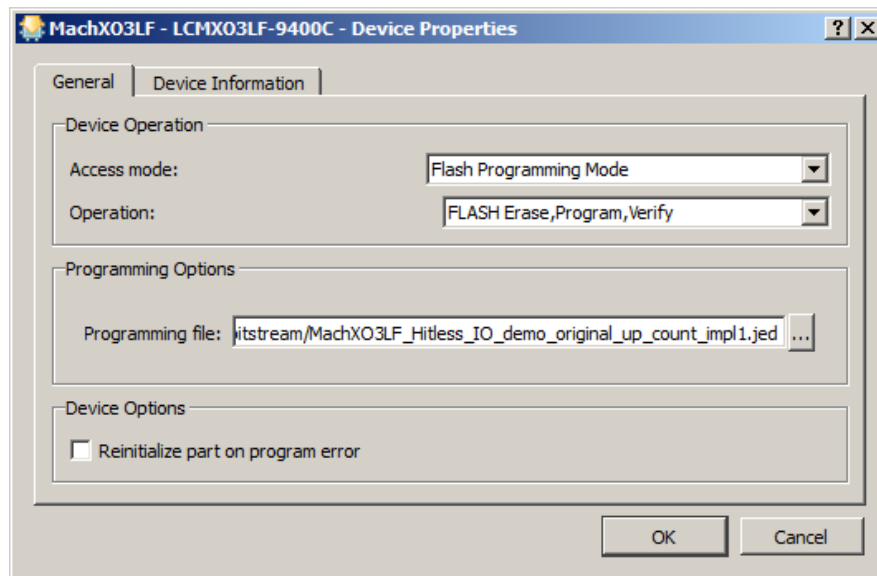 MachXO3LF - LCMXO3LF-9400C - Device Properties
General Device Information
Device Operation
Access mode: Flash Programming Mode
Operation: FLASH Erase,Program,Verify
Programming Options
Programming file: itstream/MachXO3LF_Hitless_IO_demo_original_up_count_impl1.jed ...
Device Options
Reinitialize part on program error
OK Cancel